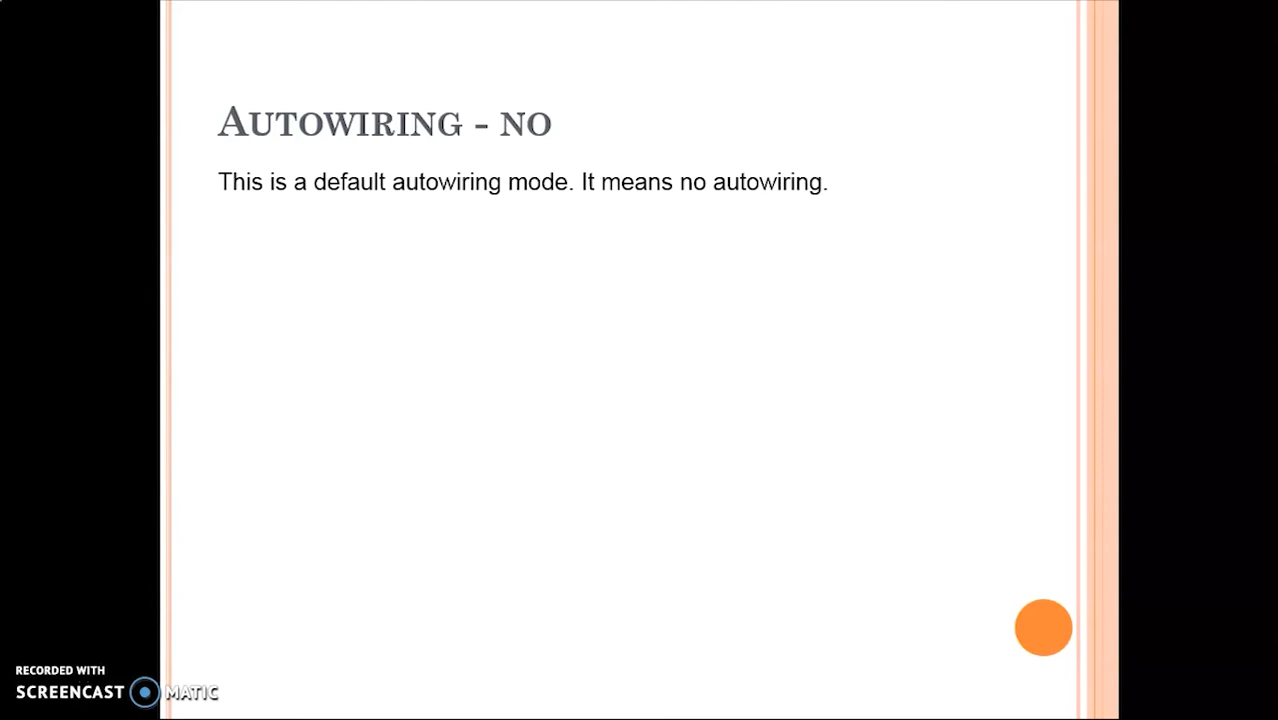 AUTOWIRING - NO
This is a default autowiring mode. It means no autowiring.
RECORDED WITH
SCREENCAST MATIC